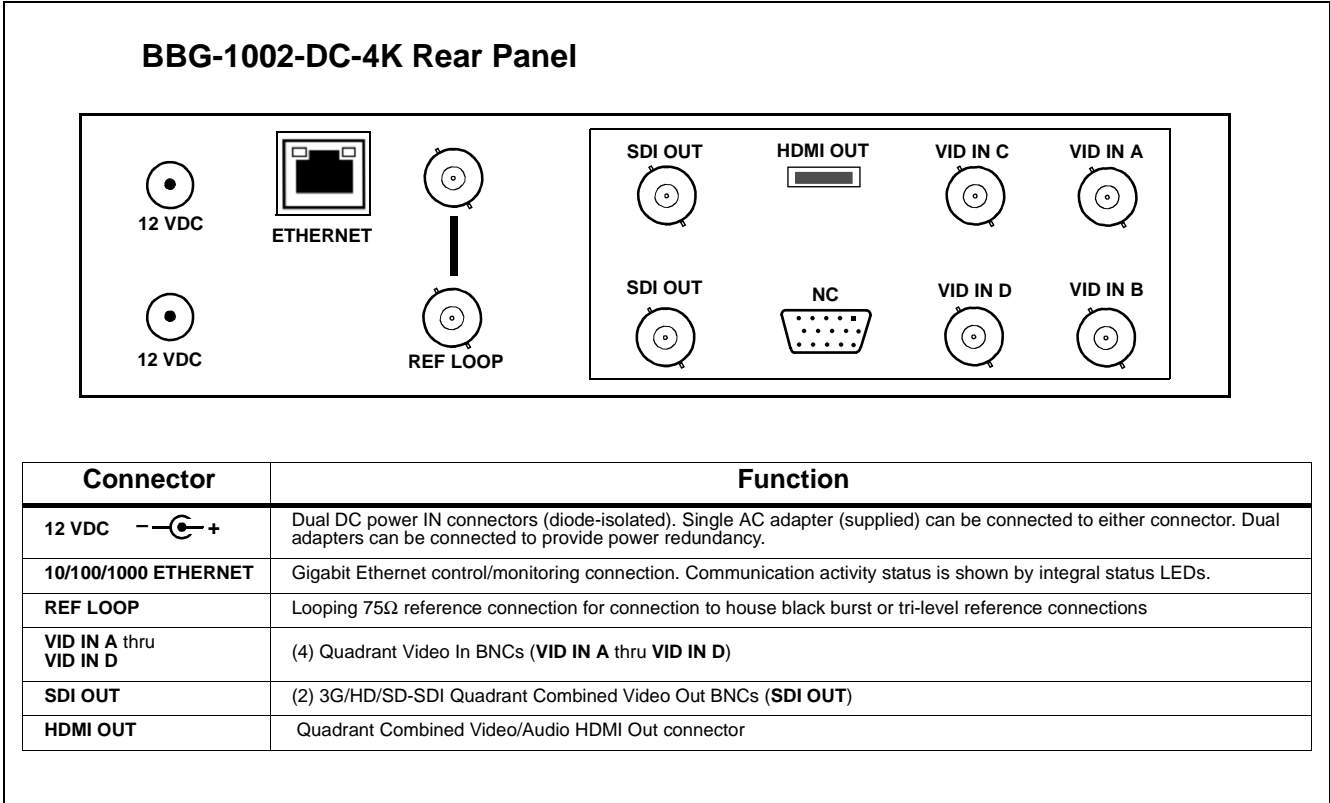 BBG-1002-DC-4K Rear Panel
12 VDC
ETHERNET
12 VDC
REF LOOP
SDI OUT
HDMI OUT
VID IN C
VID IN A
SDI OUT
NC
VID IN D
VID IN B
Connector
Function
12 VDC − +
Dual DC power IN connectors (diode-isolated). Single AC adapter (supplied) can be connected to either connector. Dual
adapters can be connected to provide power redundancy.
10/100/1000 ETHERNET
Gigabit Ethernet control/monitoring connection. Communication activity status is shown by integral status LEDs.
REF LOOP
Looping 75Ω reference connection for connection to house black burst or tri-level reference connections
VID IN A thru
VID IN D
(4) Quadrant Video In BNCs (VID IN A thru VID IN D)
SDI OUT
(2) 3G/HD/SD-SDI Quadrant Combined Video Out BNCs (SDI OUT)
HDMI OUT
Quadrant Combined Video/Audio HDMI Out connector